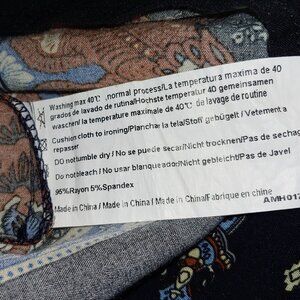 Washing max 40℃ ,normal process/La temperatura maxima de 40
grados de lavado de rutina/Hochste temperatur 40 gemeinsamen
waschen/La temperature maximale de 40℃ de lavage de routine
Cushion cloth to ironing/Planchar la tela/Stoff gebügelt / Vetement a
repasser
DO not tumble dry / No se puede secar/Nicht trocknen/Pas de sechage
Do not bleach / No usar blanqueador/Nicht gebleicht/Pas de Javel
95%Rayon 5%Spandex
Made in China / Made in China / Made in China/Fabrique en chine
AMH017